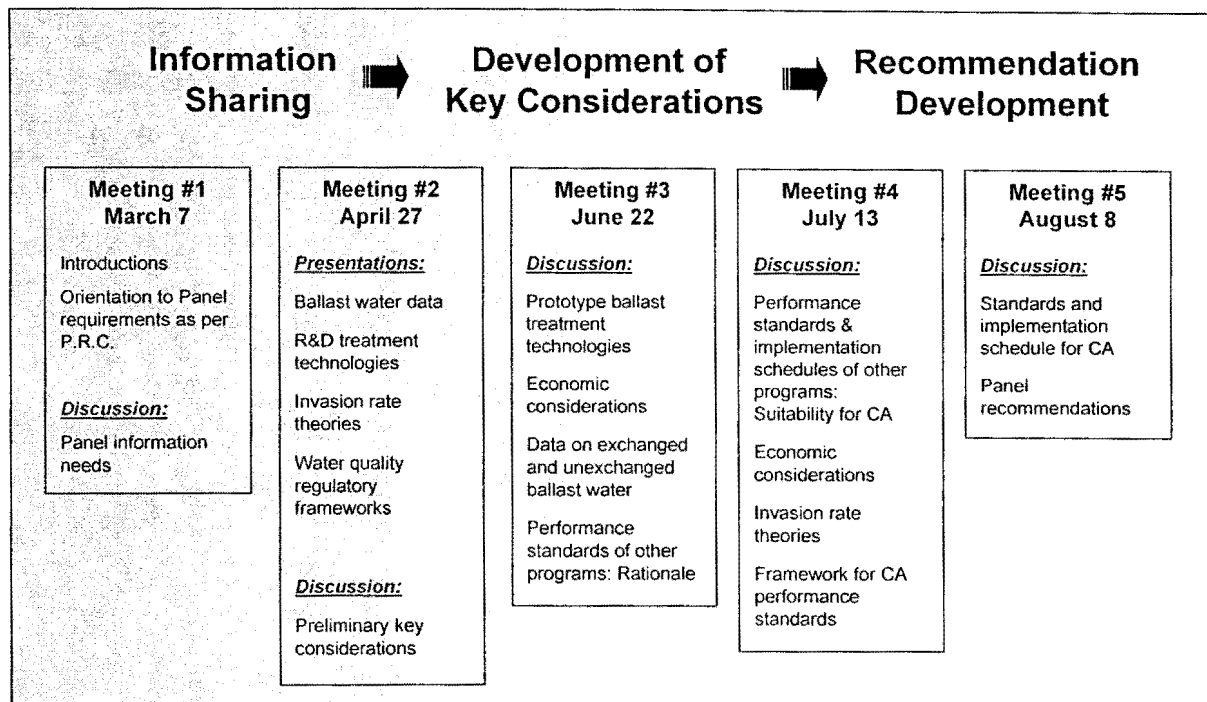 Information
Sharing
Development of
Key Considerations
Recommendation
Development
Meeting #1
March 7
Introductions
Orientation to Panel
requirements as per
P.R.C.
Discussion:
Panel information
needs
Meeting #2
April 27
Presentations:
Ballast water data
R&D treatment
technologies
Invasion rate
theories
Water quality
regulatory
frameworks
Discussion:
Preliminary key
considerations
Meeting #3
June 22
Discussion:
Prototype ballast
treatment
technologies
Economic
considerations
Data on exchanged
and unexchanged
ballast water
Performance
standards of other
programs: Rationale
Meeting #4
July 13
Discussion:
Performance
standards &
implementation
schedules of other
programs:
Suitability for CA
Economic
considerations
Invasion rate
theories
Framework for CA
performance
standards
Meeting #5
August 8
Discussion:
Standards and
implementation
schedule for CA
Panel
recommendations